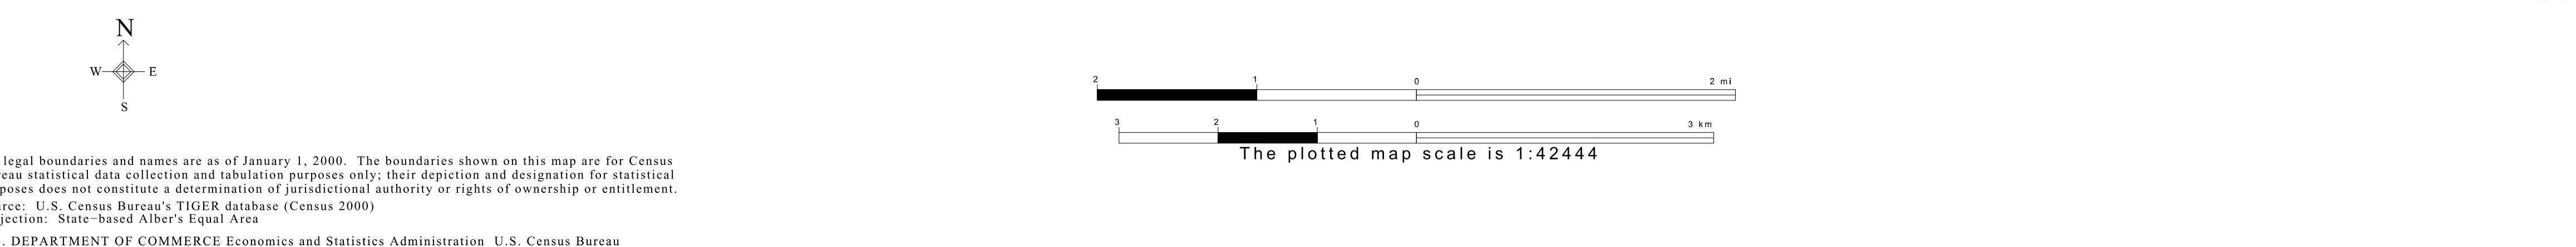 N
W E
S
2 1 0 2 mi
3 2 1 0 3 km
The plotted map scale is 1:42444
legal boundaries and names are as of January 1, 2000. The boundaries shown on this map are for Census
eau statistical data collection and tabulation purposes only; their depiction and designation for statistical
poses does not constitute a determination of jurisdictional authority or rights of ownership or entitlement.
rce: U.S. Census Bureau's TIGER database (Census 2000)
jection: State−based Alber's Equal Area
. DEPARTMENT OF COMMERCE Economics and Statistics Administration U.S. Census Bureau